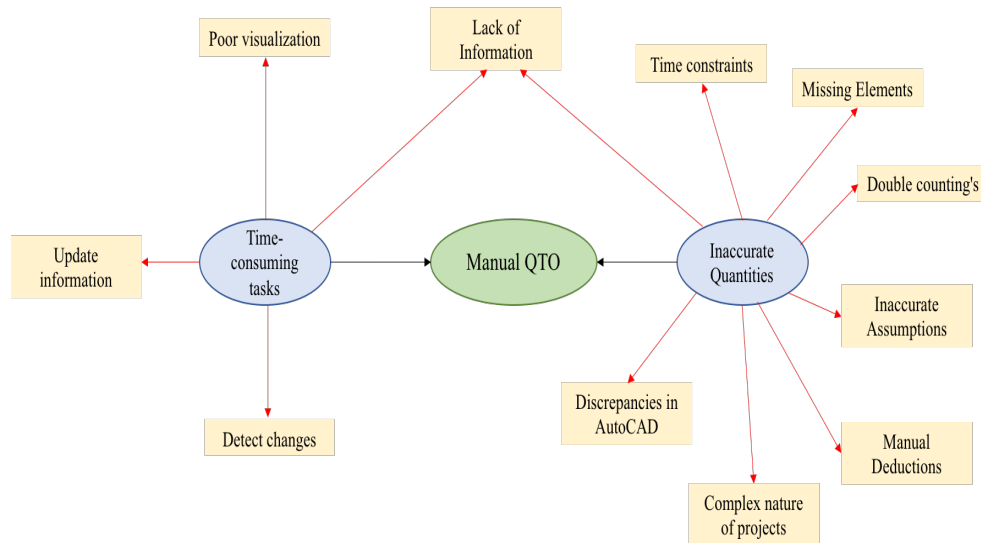 Poor visualization
Lack of
Information
Time constraints
Missing Elements
Double counting's
Time-
consuming
tasks
Manual QTO
Inaccurate
Quantities
Update
information
Inaccurate
Assumptions
Discrepancies in
AutoCAD
Detect changes
Manual
Deductions
Complex nature
of projects